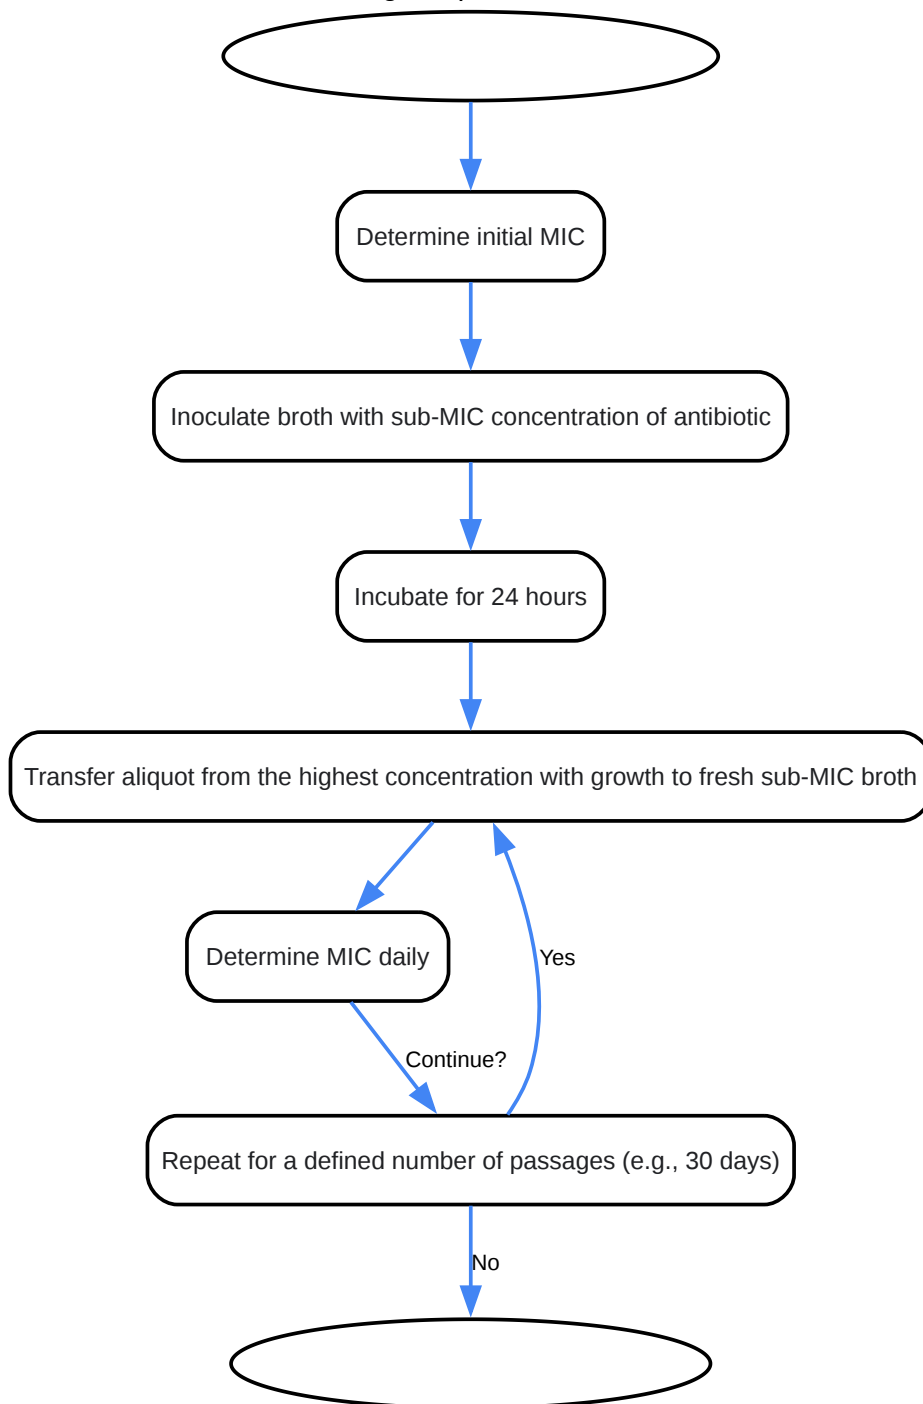 Determine initial MIC
Inoculate broth with sub-MIC concentration of antibiotic
Incubate for 24 hours
Transfer aliquot from the highest concentration with growth to fresh sub-MIC broth
Determine MIC daily
Yes
Continue?
Repeat for a defined number of passages (e.g., 30 days)
No